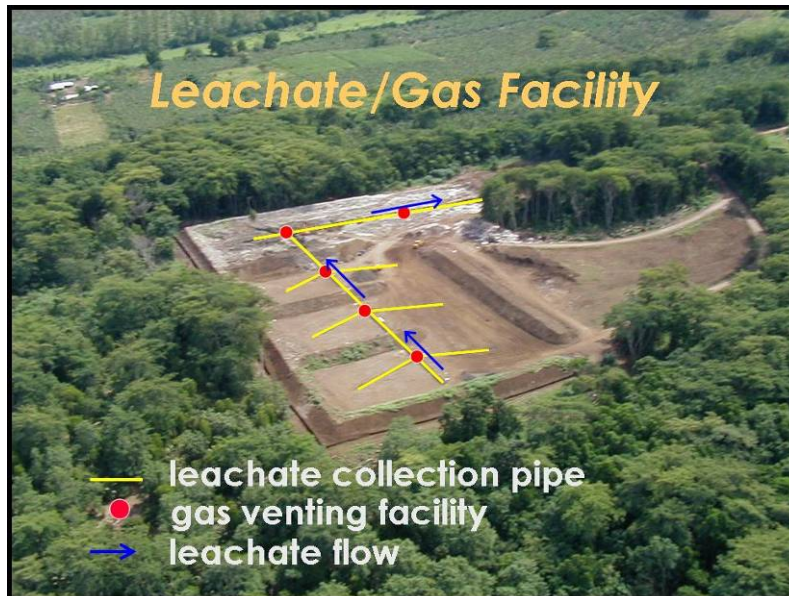 Leachate/Gas Facility
leachate collection pipe
gas venting facility
leachate flow